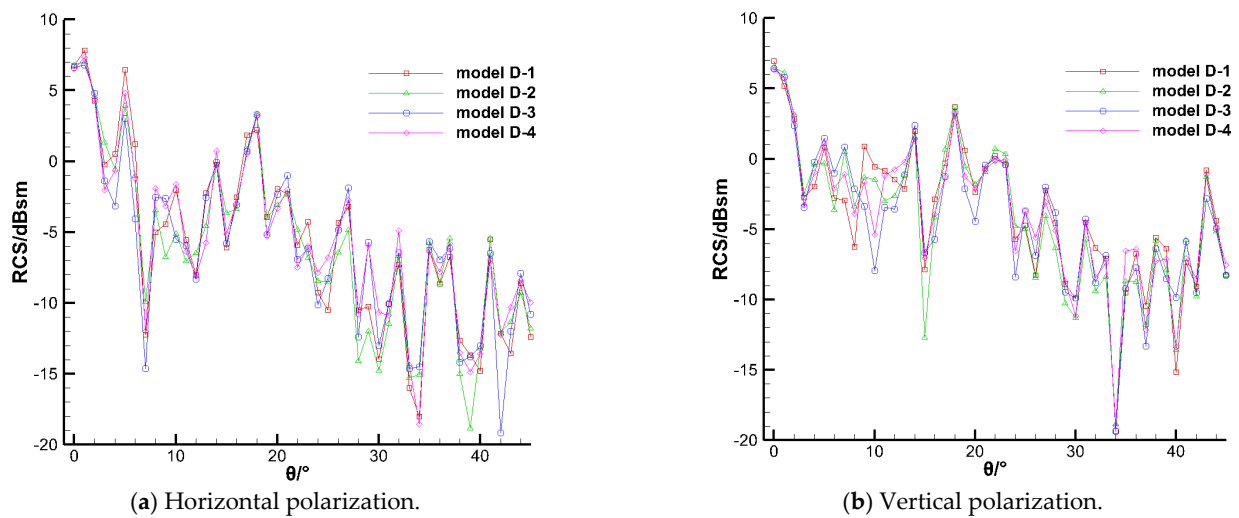 10
5
0
-5
-10
-15
-20
RCS/dBsm
0
10
20
30
40
θ/°
model D-1
model D-2
model D-3
model D-4
(a) Horizontal polarization.
10
5
0
-5
-10
-15
-20
RCS/dBsm
0
10
20
30
40
θ/°
model D-1
model D-2
model D-3
model D-4
(b) Vertical polarization.